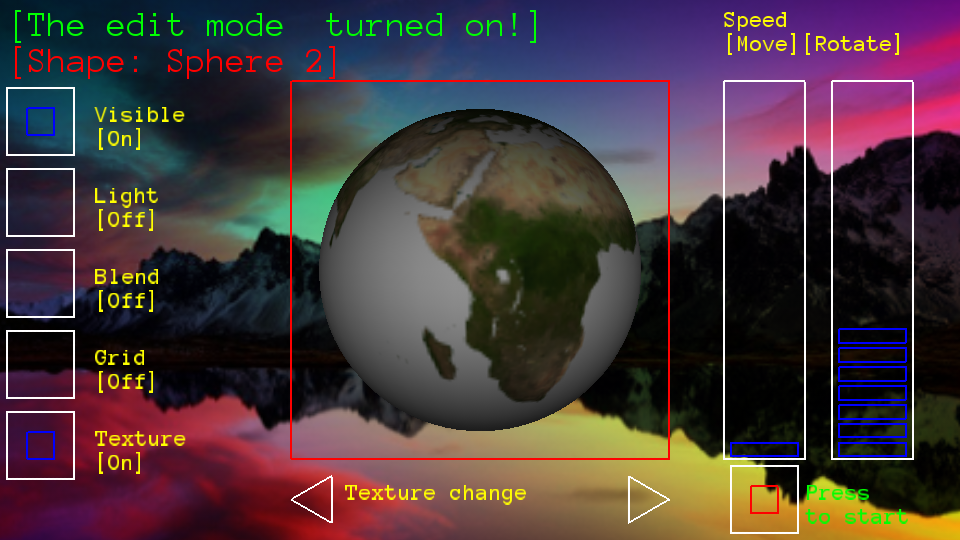 [The edit mode  turned on!]
[Shape: Sphere 2]
Speed
[Move][Rotate]
Visible
[On]
Light
[Off]
Blend
[Off]
Grid
[Off]
Texture
[On]
Texture change
Press
to start